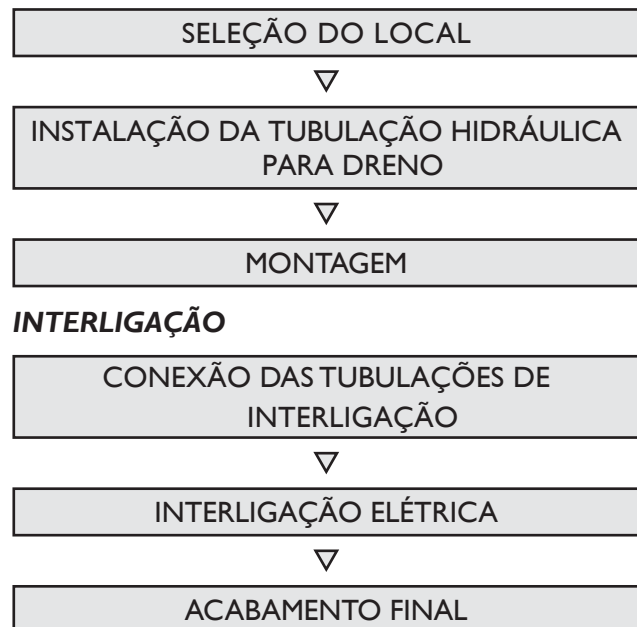 SELEÇÃO DO LOCAL
INSTALAÇÃO DA TUBULAÇÃO HIDRÁULICA
PARA DRENO
MONTAGEM
INTERLIGAÇÃO
CONEXÃO DAS TUBULAÇÕES DE
INTERLIGAÇÃO
INTERLIGAÇÃO ELÉTRICA
ACABAMENTO FINAL